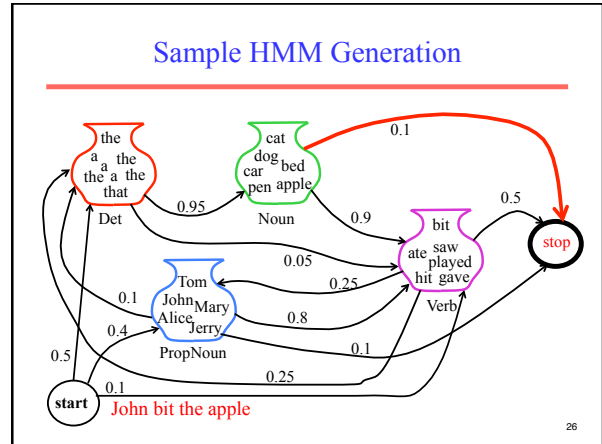 Sample HMM Generation
the
a
a
the
the
a
the
that
Det
cat
dog
car
bed
pen
apple
Noun
0.1
0.95
0.9
0.5
stop
bit
ate
saw
played
hit
gave
Verb
0.05
0.25
Tom
John
Mary
Alice
Jerry
PropNoun
0.1
0.8
0.4
0.1
0.5
0.25
0.1
start
John bit the apple
26